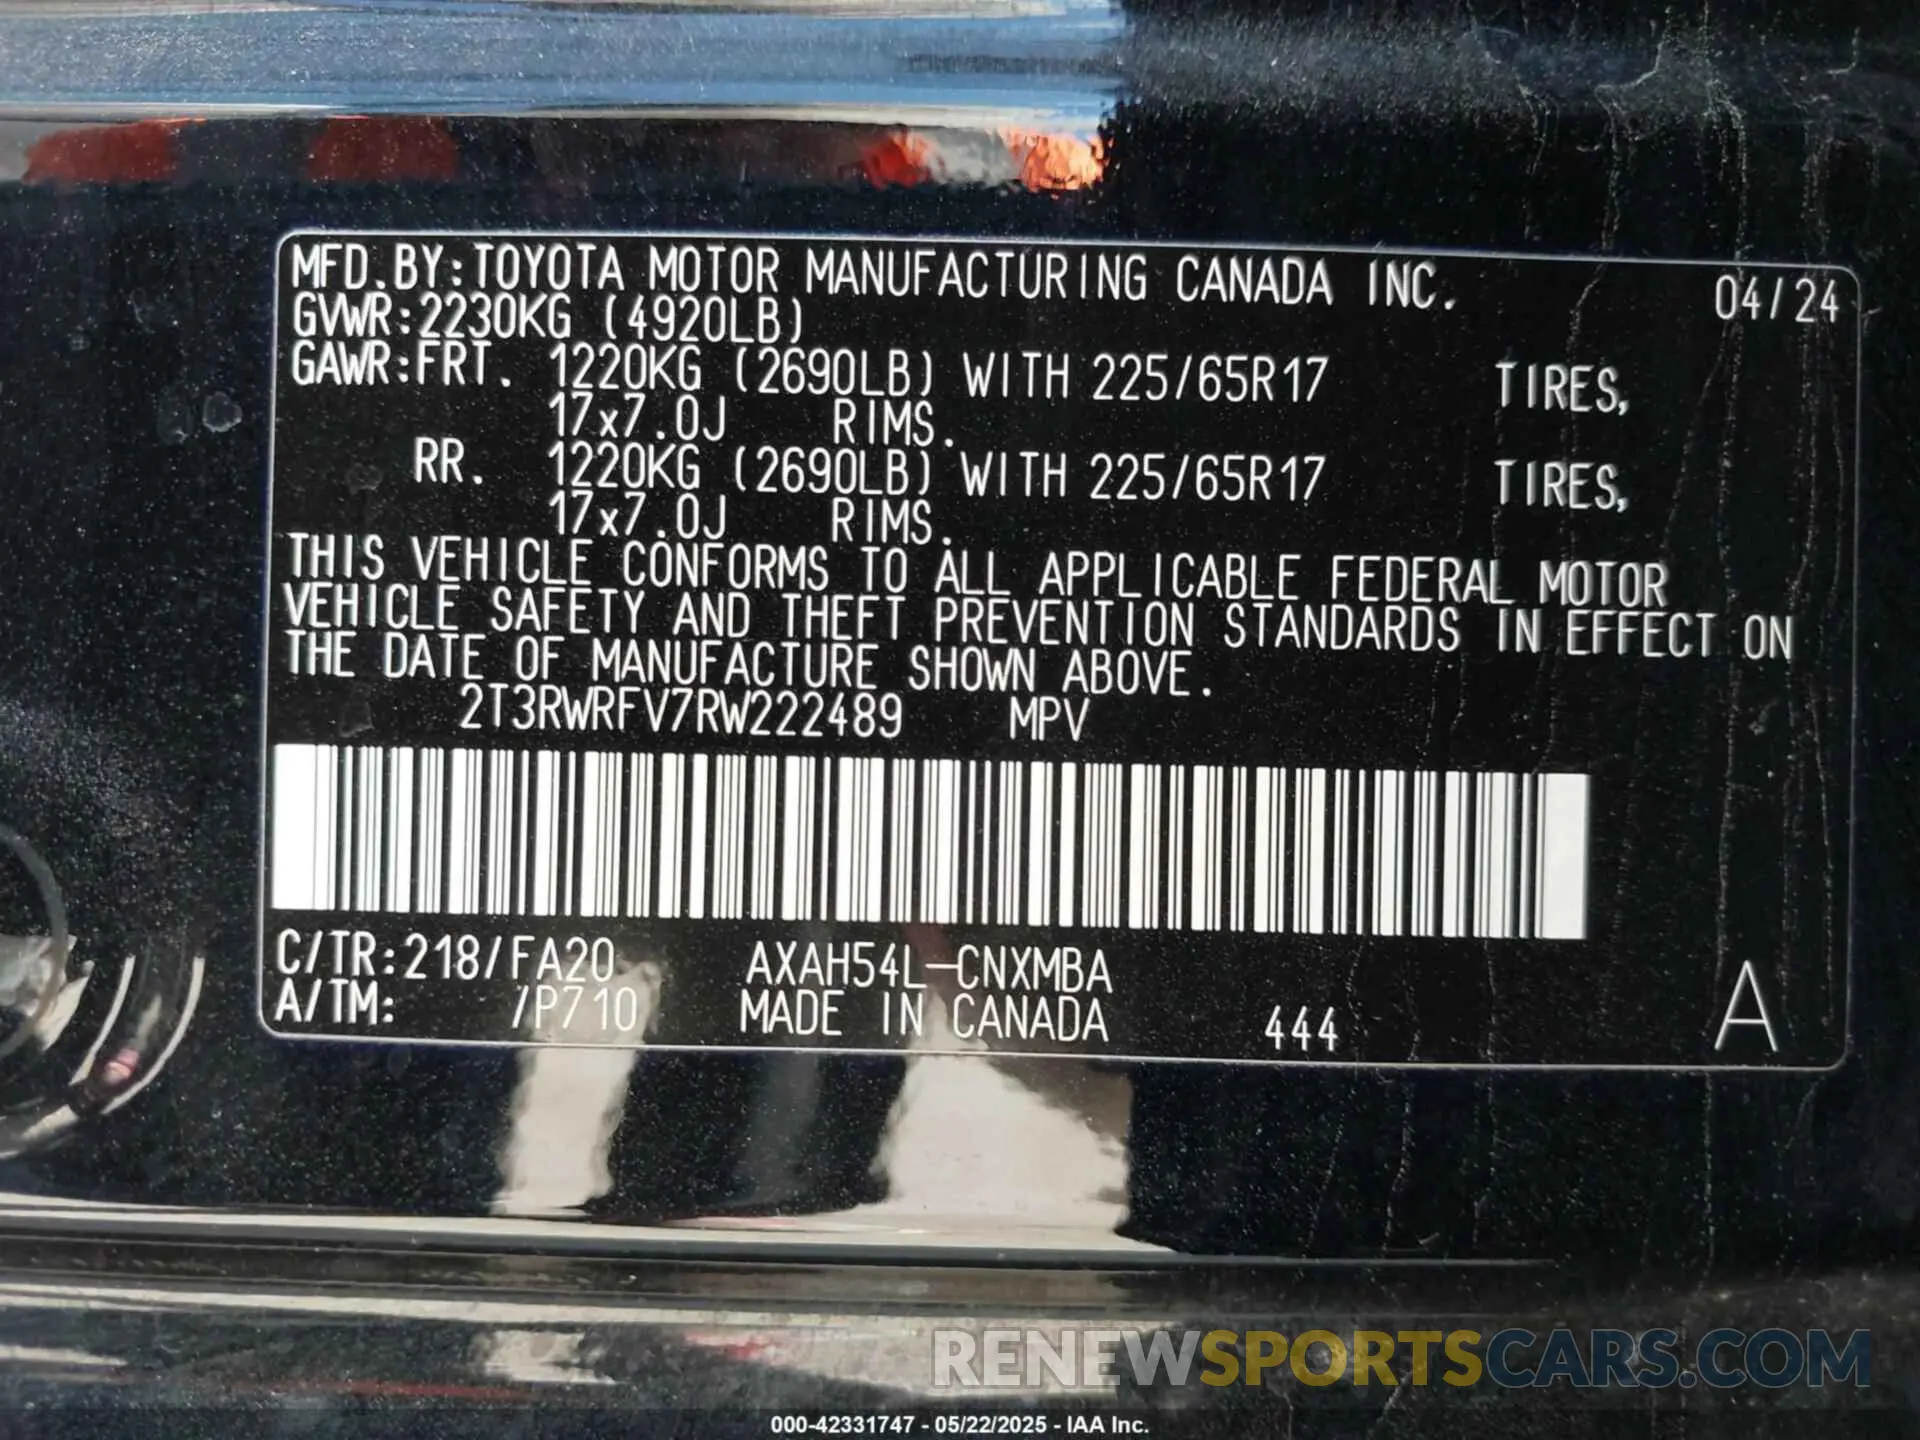 MFD.BY:TOYOTA MOTOR MANUFACTURING CANADA INC. 04/24
GVWR:2230KG (4920LB)
GAWR:FRT. 1220KG (2690LB) WITH 225/65R17 TIRES,
17x7.0J RIMS.
RR. 1220KG (2690LB) WITH 225/65R17 TIRES,
17x7.0J RIMS.
THIS VEHICLE CONFORMS TO ALL APPLICABLE FEDERAL MOTOR
VEHICLE SAFETY AND THEFT PREVENTION STANDARDS IN EFFECT ON
THE DATE OF MANUFACTURE SHOWN ABOVE.
2T3RWRFV7RW222489 MPV
C/TR:218/FA20 AXAH54L-CNXMBA
A/TM: /P710 MADE IN CANADA 444 A
RENEWSPORTSCARS.COM
000-42331747 - 05/22/2025 - IAA Inc.